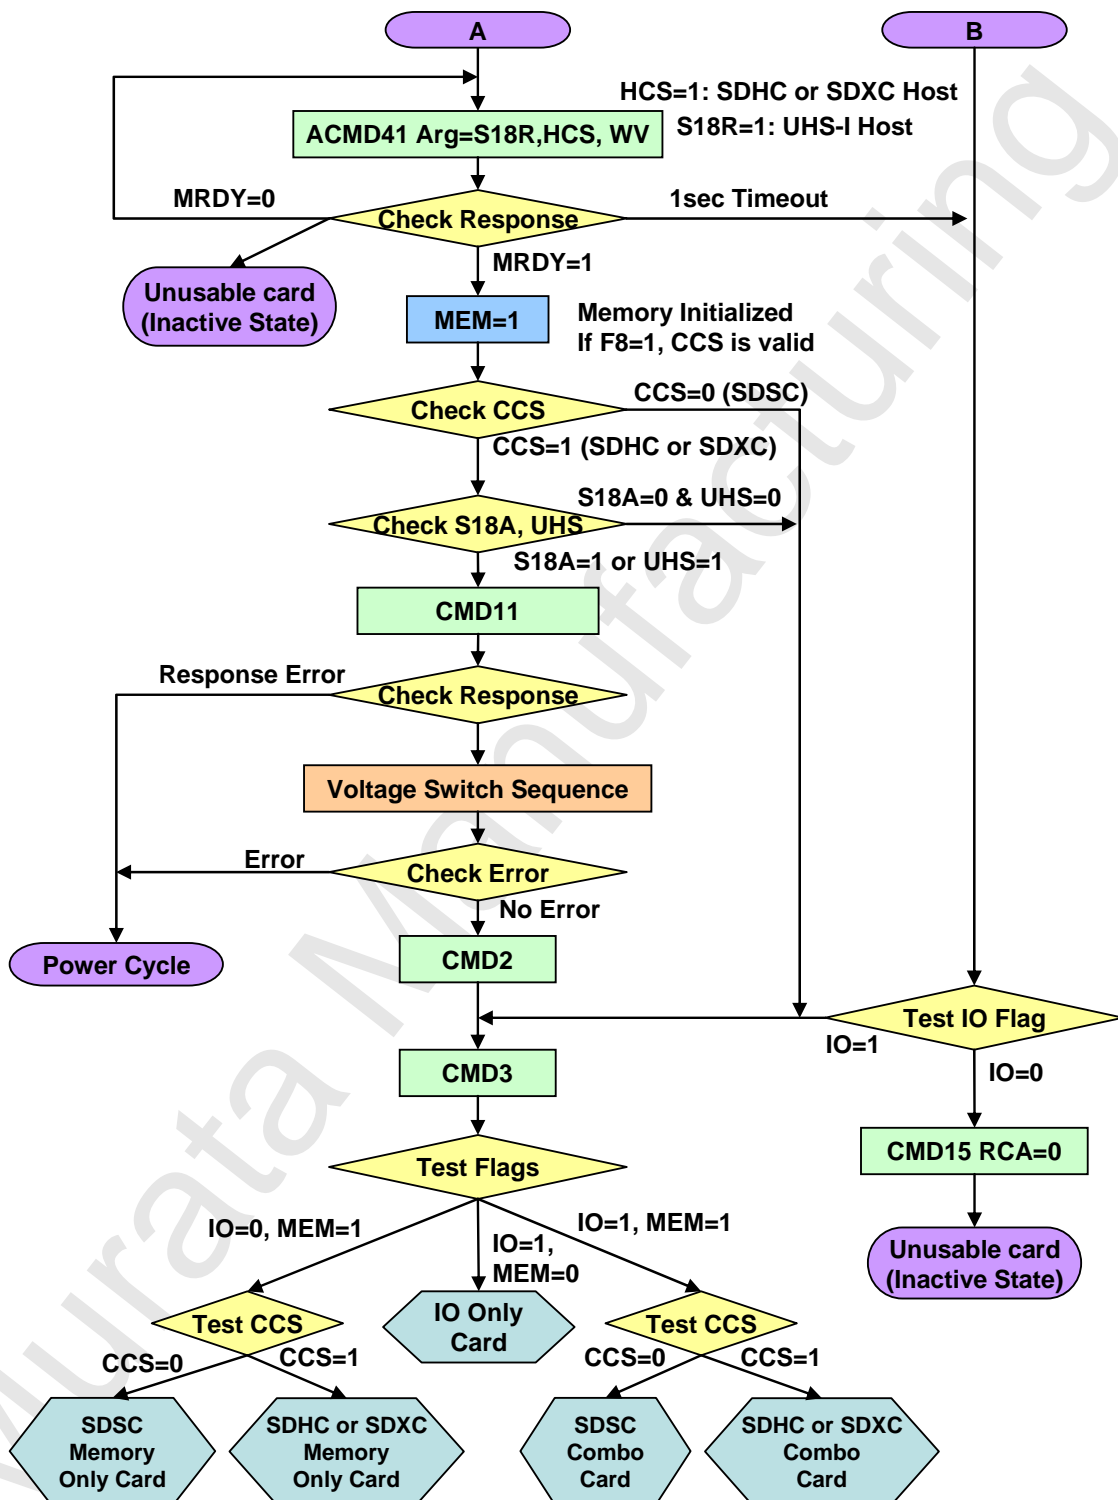 A
B
HCS=1: SDHC or SDXC Host
S18R=1: UHS-I Host
ACMD41 Arg=S18R,HCS, WV
MRDY=0
Check Response
1sec Timeout
MRDY=1
Unusable card
(Inactive State)
MEM=1
Memory Initialized
If F8=1, CCS is valid
CCS=0 (SDSC)
Check CCS
CCS=1 (SDHC or SDXC)
S18A=0 & UHS=0
Check S18A, UHS
S18A=1 or UHS=1
CMD11
Response Error
Check Response
Voltage Switch Sequence
Error
Check Error
No Error
Power Cycle
CMD2
Test IO Flag
IO=1
IO=0
CMD3
CMD15 RCA=0
Test Flags
IO=0, MEM=1
IO=1,
MEM=0
IO=1, MEM=1
Unusable card
(Inactive State)
Test CCS
IO Only
Card
Test CCS
CCS=0
CCS=1
CCS=0
CCS=1
SDSC
Memory
Only Card
SDHC or SDXC
Memory
Only Card
SDSC
Combo
Card
SDHC or SDXC
Combo
Card
Murata Manufacturing